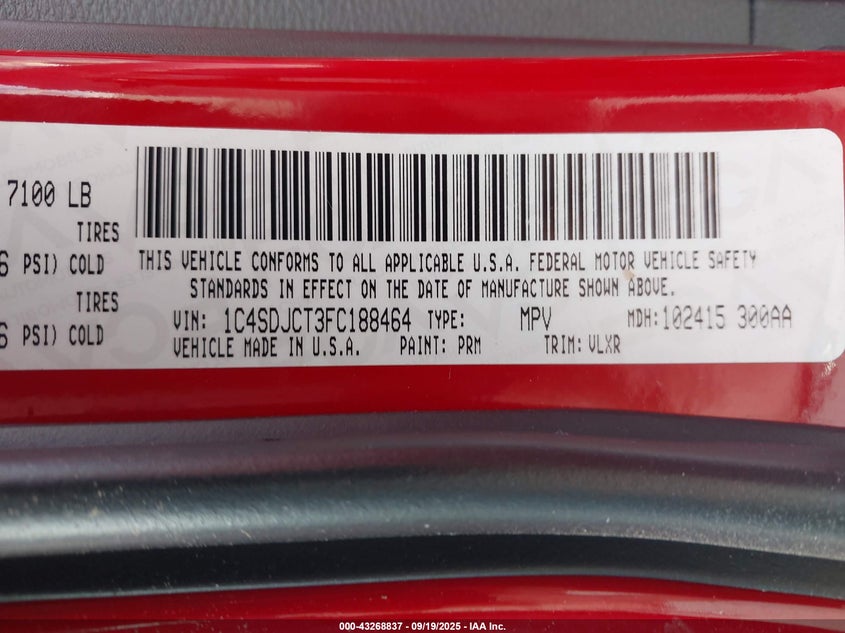 7100 LB
TIRES
6 PSI) COLD
TIRES
6 PSI) COLD
THIS VEHICLE CONFORMS TO ALL APPLICABLE U.S.A. FEDERAL MOTOR VEHICLE SAFETY
STANDARDS IN EFFECT ON THE DATE OF MANUFACTURE SHOWN ABOVE.
VIN: 1C4SDJCT3FC188464 TYPE: MPV MDH:102415 300AA
VEHICLE MADE IN U.S.A. PAINT: PRM TRIM: VLXR
000-43268837 - 09/19/2025 - IAA Inc.